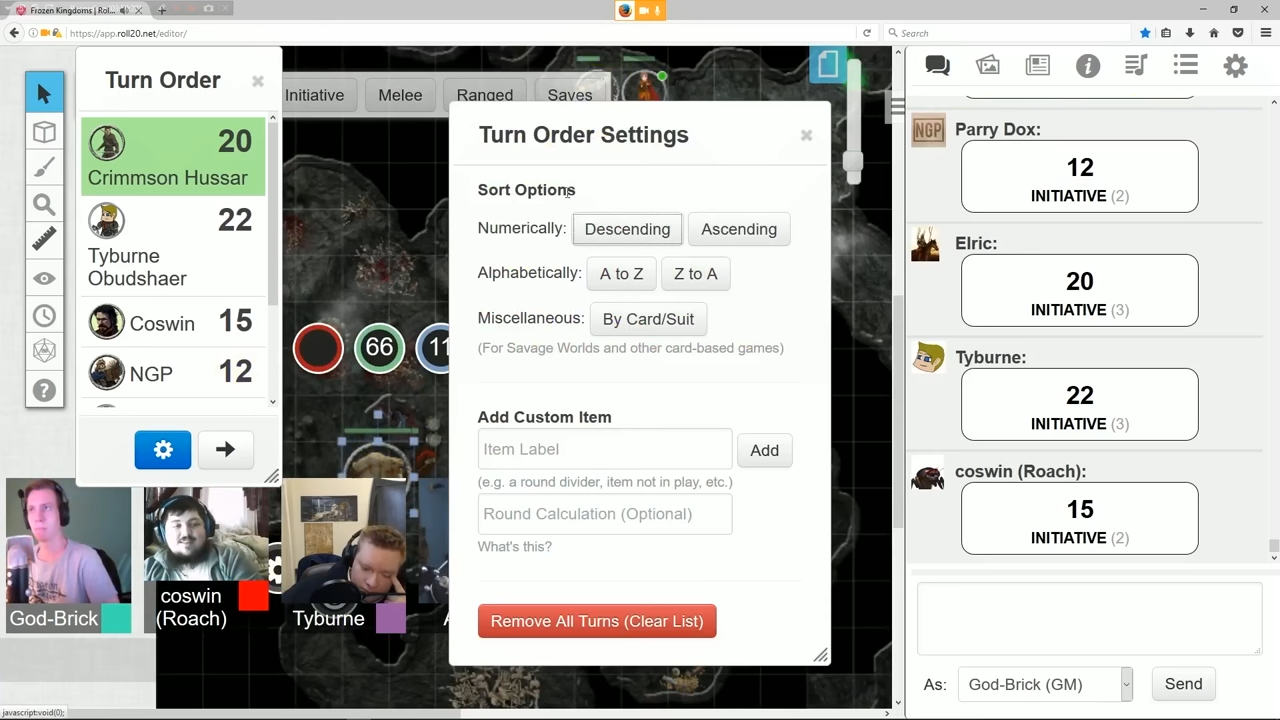 Frozen Kingdoms | Rol...
https://app.roll20.net/editor/
Search
Turn Order
20
Crimmson Hussar
22
Tyburne
Obudshaer
Coswin 15
NGP 12
Initiative
Melee
Ranged
Saves
66
11
Turn Order Settings
Sort Options
Numerically: Descending Ascending
Alphabetically: A to Z Z to A
Miscellaneous: By Card/Suit
(For Savage Worlds and other card-based games)
Add Custom Item
Item Label
Add
(e.g. a round divider, item not in play, etc.)
Round Calculation (Optional)
What's this?
Remove All Turns (Clear List)
God-Brick
coswin
(Roach)
Tyburne
NGP
Parry Dox:
12
INITIATIVE (2)
Elric:
20
INITIATIVE (3)
Tyburne:
22
INITIATIVE (3)
coswin (Roach):
15
INITIATIVE (2)
As: God-Brick (GM) Send
javascript:void(0);